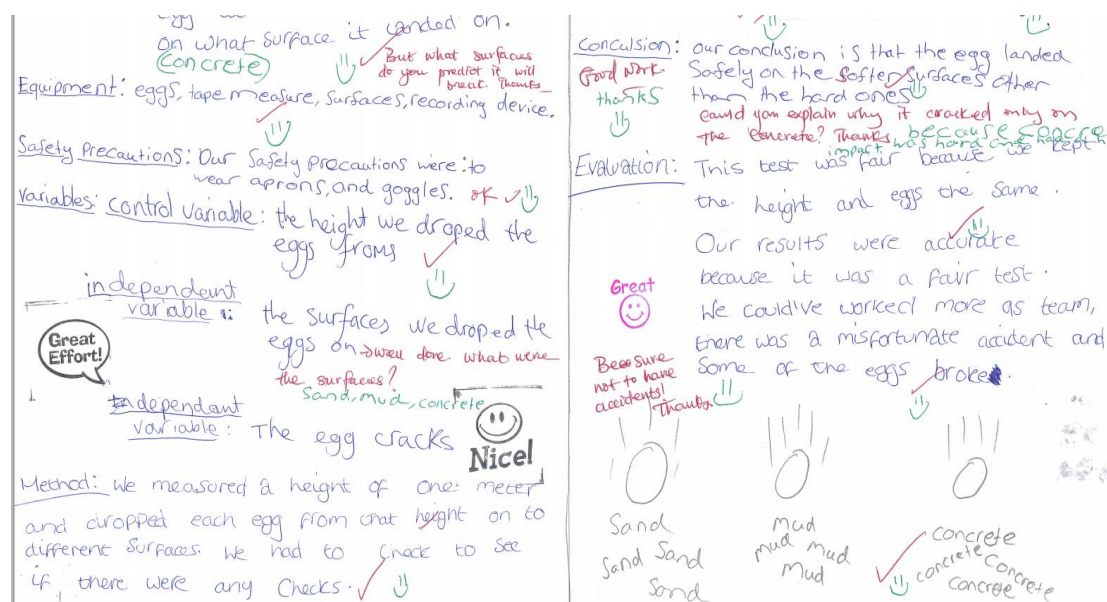 on what surface it landed on.
concrete
But what surfaces
do you predict it will
break. Thanks
Equipment: eggs, tape measure, surfaces, recording device.
Safety Precautions: Our Safety precautions were: to
wear aprons, and goggles. ok
Variables: Control variable: the height we droped the
eggs froms
independant
variable: the surfaces we droped the
eggs on → well done what were
the surfaces?
Sand, mud, concrete
Great
Effort!
Independant
variable: The egg cracks
Nice!
Method: We measured a height of one: meter
and dropped each egg from that height on to
different surfaces. We had to check to see
if there were any checks.
Conculsion: our conclusion is that the egg landed
Safely on the softer surfaces other
than the hard ones
Good work
thanks
could you explain why it cracked only on
the concrete? Thanks, because concre
impact was hard and
Evaluation: This test was fair because we kept
the height and eggs the same.
Our results were accurate
because it was a fair test.
We could've worked more as team,
there was a misfortunate accident and
Some of the eggs broke.
Great
Beee sure
not to have
accidents!
Thanks
Sand
Sand Sand
Sand
Mud
mud Mud
Mud
concrete
concrete Concrete
Concrete